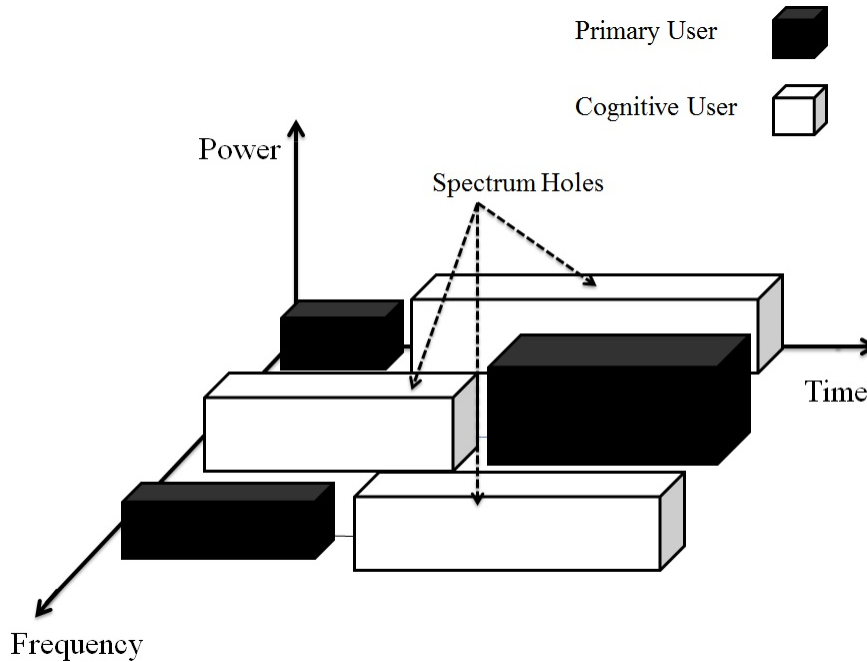 Primary User
Cognitive User
Power
Spectrum Holes
Time
Frequency